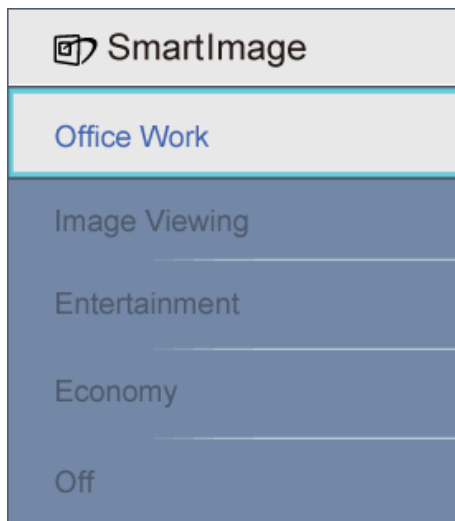 SmartImage
Office Work
Image Viewing
Entertainment
Economy
Off